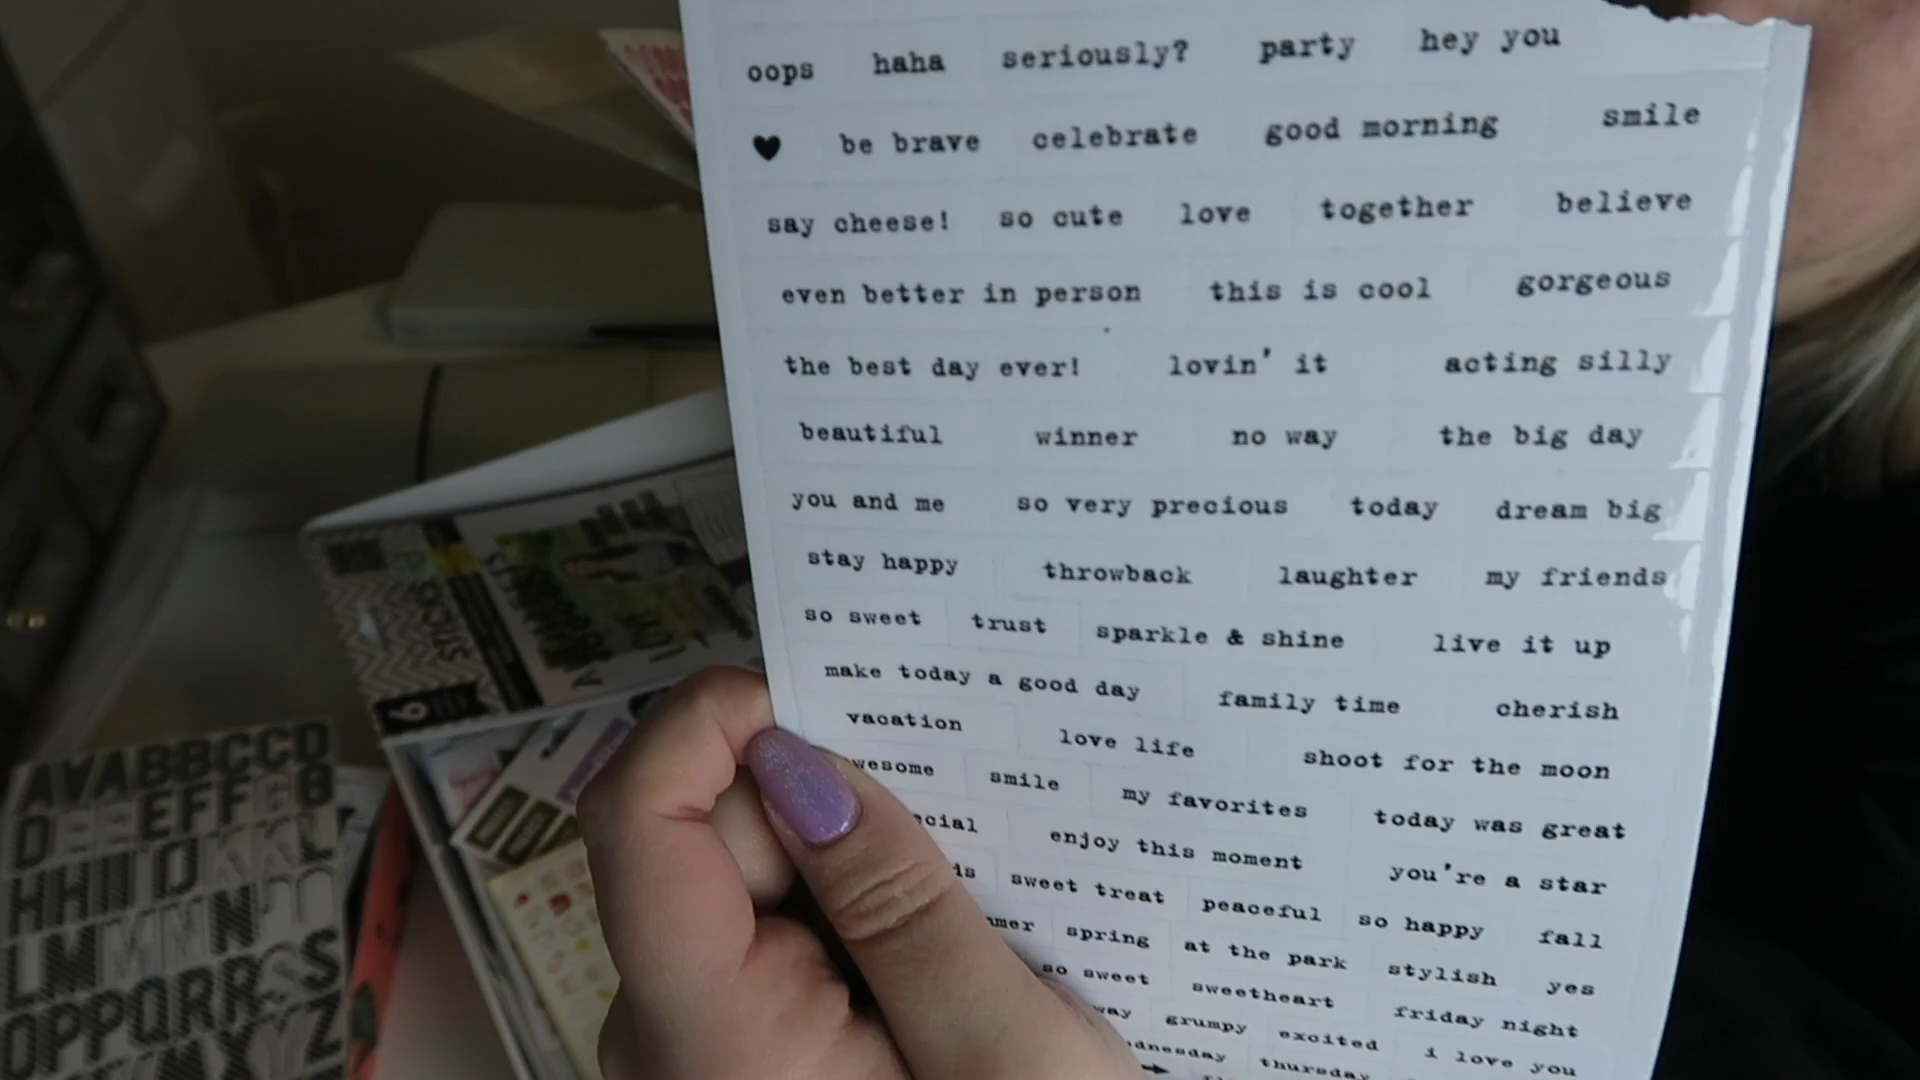 oops haha seriously? party hey you
♥ be brave celebrate good morning smile
say cheese! so cute love together believe
even better in person this is cool gorgeous
the best day ever! lovin' it acting silly
beautiful winner no way the big day
you and me so very precious today dream big
stay happy throwback laughter my friends
so sweet trust sparkle & shine live it up
make today a good day family time cherish
vacation love life shoot for the moon
smile my favorites today was great
enjoy this moment you're a star
sweet treat peaceful so happy fall
spring at the park stylish yes
so sweet sweetheart friday night
grumpy excited i love you
thursday
STICKS
9
AVABBCCD